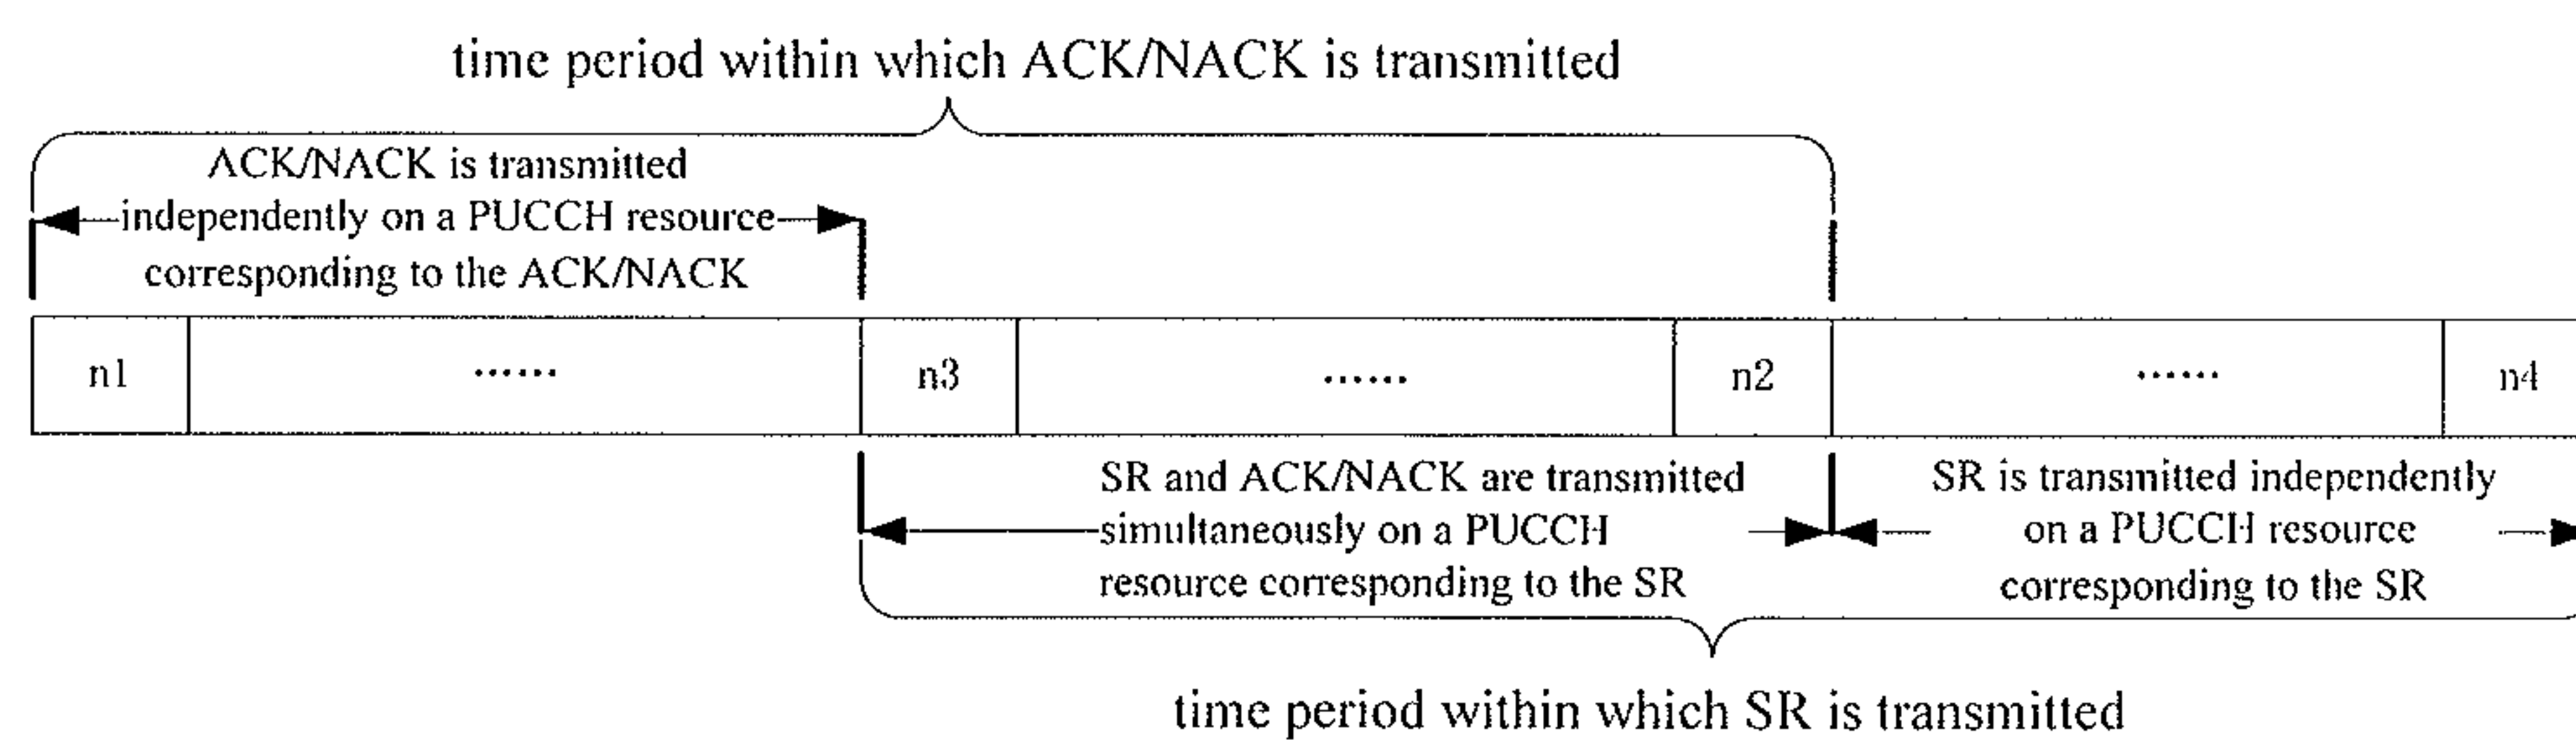 time period within which ACK/NACK is transmitted
ACK/NACK is transmitted
independently on a PUCCH resource
corresponding to the ACK/NACK
n1
......
n3
......
n2
......
n4
SR and ACK/NACK are transmitted
simultaneously on a PUCCH
resource corresponding to the SR
SR is transmitted independently
on a PUCCH resource
corresponding to the SR
time period within which SR is transmitted